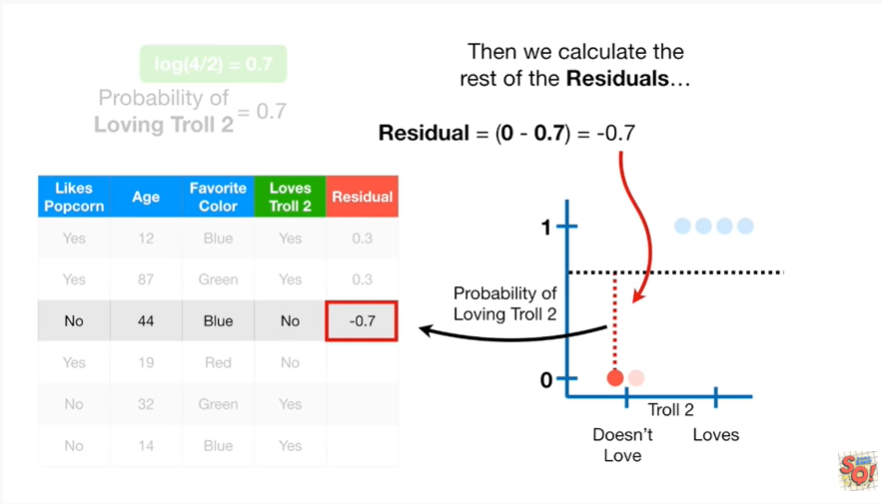 log(4/2) = 0.7
Probability of
Loving Troll 2 = 0.7
Then we calculate the
rest of the Residuals...
Residual = (0 - 0.7) = -0.7
Likes Popcorn Age Favorite Color Loves Troll 2 Residual
Yes 12 Blue Yes 0.3
Yes 87 Green Yes 0.3
No 44 Blue No -0.7
Yes 19 Red No
No 32 Green Yes
No 14 Blue Yes
1
Probability of
Loving Troll 2
0
Troll 2
Doesn't
Love
Loves
SQ!